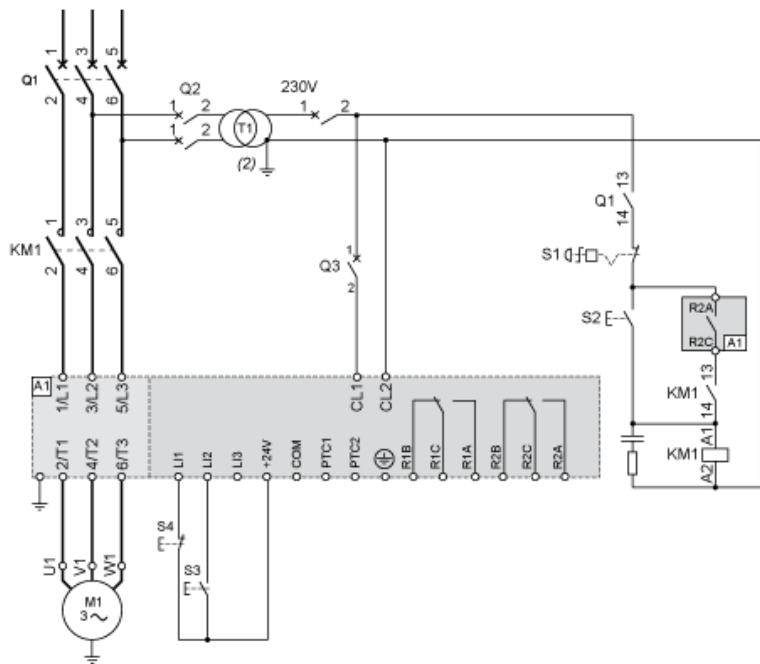 1 3 5
Q1
2 4 6
Q2
1 2
1 2
T1
(2)
230V
1 2
13
Q1
14
S1
1 3 5
KM1
2 4 6
1
Q3
2
S2
R2A
R2C
A1
13
KM1
14
A1
KM1
A2
A1
1/L1 3/L2 5/L3
CL1 CL2
2/T1 4/T2 6/T3
LI1 LI2 LI3 +24V COM PTC1 PTC2 R1B R1C R1A R2B R2C R2A
S4
S3
U1 V1 W1
M1
3